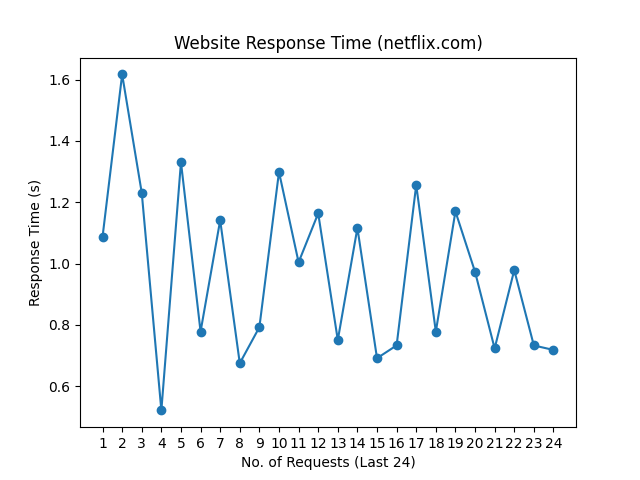 Website Response Time (netflix.com)
Response Time (s)
1.6
1.4
1.2
1.0
0.8
0.6
1 2 3 4 5 6 7 8 9 10 11 12 13 14 15 16 17 18 19 20 21 22 23 24
No. of Requests (Last 24)